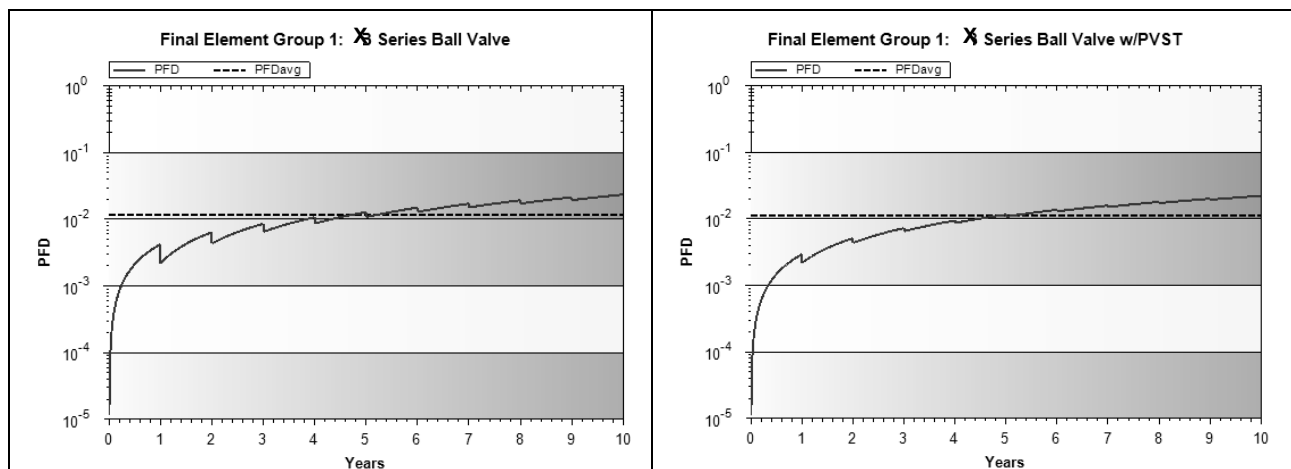 Final Element Group 1: XB Series Ball Valve
PFD PFDavg
10^0
10^-1
10^-2
10^-3
10^-4
10^-5
PFD
0 1 2 3 4 5 6 7 8 9 10
Years
Final Element Group 1: X Series Ball Valve w/PVST
PFD PFDavg
10^0
10^-1
10^-2
10^-3
10^-4
10^-5
PFD
0 1 2 3 4 5 6 7 8 9 10
Years